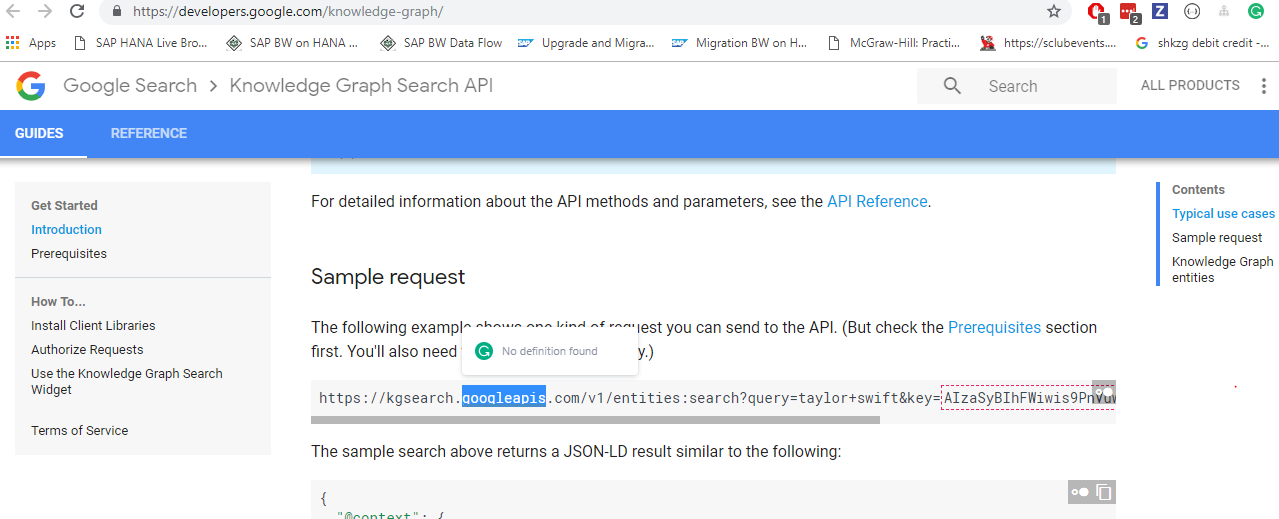 https://developers.google.com/knowledge-graph/
1
2
Z
Apps
SAP HANA Live Bro...
SAP BW on HANA ...
SAP BW Data Flow
Upgrade and Migra...
Migration BW on H...
McGraw-Hill: Practi...
https://sclubevents....
shkzg debit credit -...
Google Search > Knowledge Graph Search API
Search
ALL PRODUCTS
GUIDES
REFERENCE
Get Started
Introduction
Prerequisites
How To...
Install Client Libraries
Authorize Requests
Use the Knowledge Graph Search
Widget
Terms of Service
For detailed information about the API methods and parameters, see the API Reference.
Sample request
The following example shows one kind of request you can send to the API. (But check the Prerequisites section
first. You'll also need y.)
No definition found
https://kgsearch.googleapis.com/v1/entities:search?query=taylor+swift&key=AIzaSyBIhFWiwis9PnVuW
The sample search above returns a JSON-LD result similar to the following:
{
"@context": {
Contents
Typical use cases
Sample request
Knowledge Graph
entities